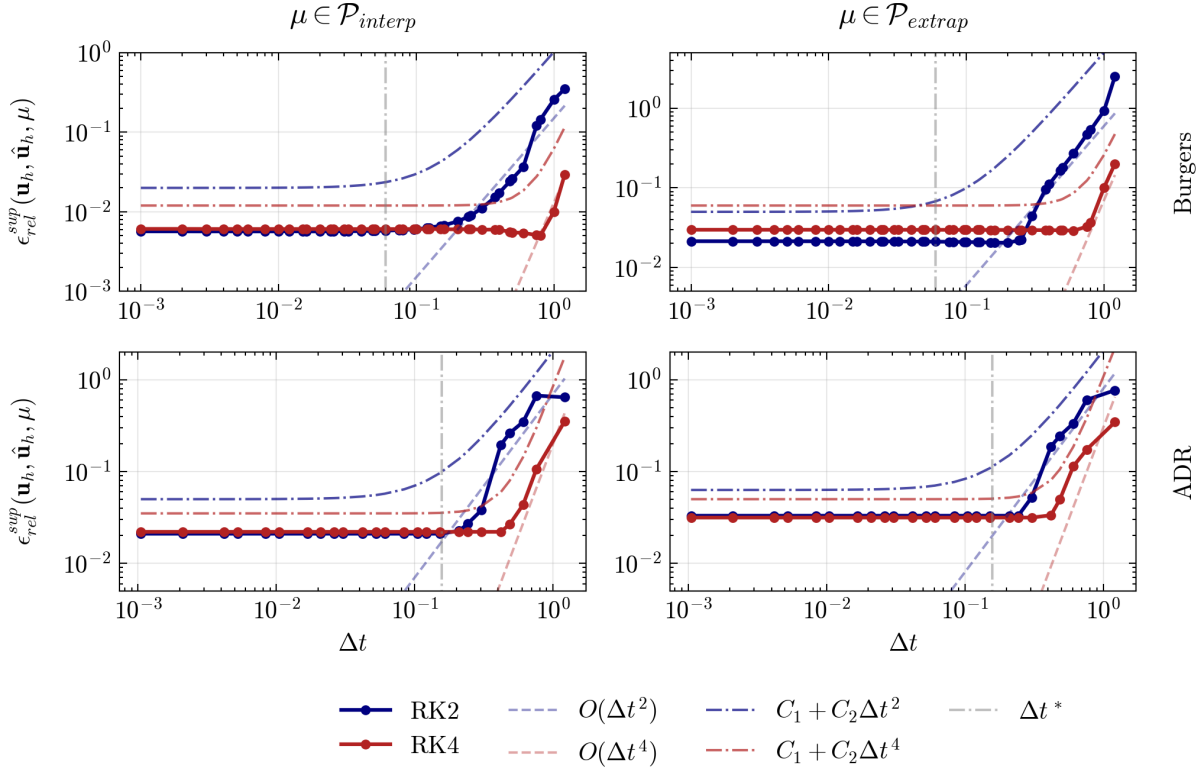 μ ∈ 𝒫_interp
μ ∈ 𝒫_extrap
ϵ_rel^sup(𝐮_h, 𝐮̂_h, μ)
10^0
10^−1
10^−2
10^−3
10^−3 10^−2 10^−1 10^0
10^0
10^−1
10^−2
10^−3 10^−2 10^−1 10^0
Burgers
ϵ_rel^sup(𝐮_h, 𝐮̂_h, μ)
10^0
10^−1
10^−2
10^−3 10^−2 10^−1 10^0
Δt
10^0
10^−1
10^−2
10^−3 10^−2 10^−1 10^0
Δt
ADR
RK2 O(Δt^2) C_1 + C_2Δt^2 Δt^*
RK4 O(Δt^4) C_1 + C_2Δt^4